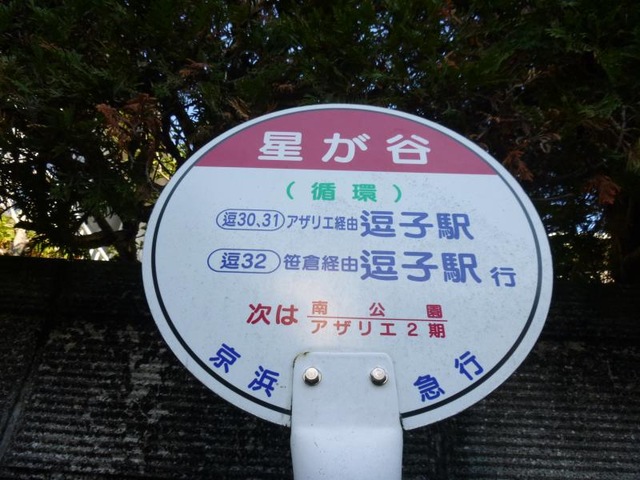 星が谷
(循環)
逗30、31 アザリエ経由 逗子駅
逗32 笹倉経由 逗子駅 行
次は 南公園
アザリエ2期
京浜急行